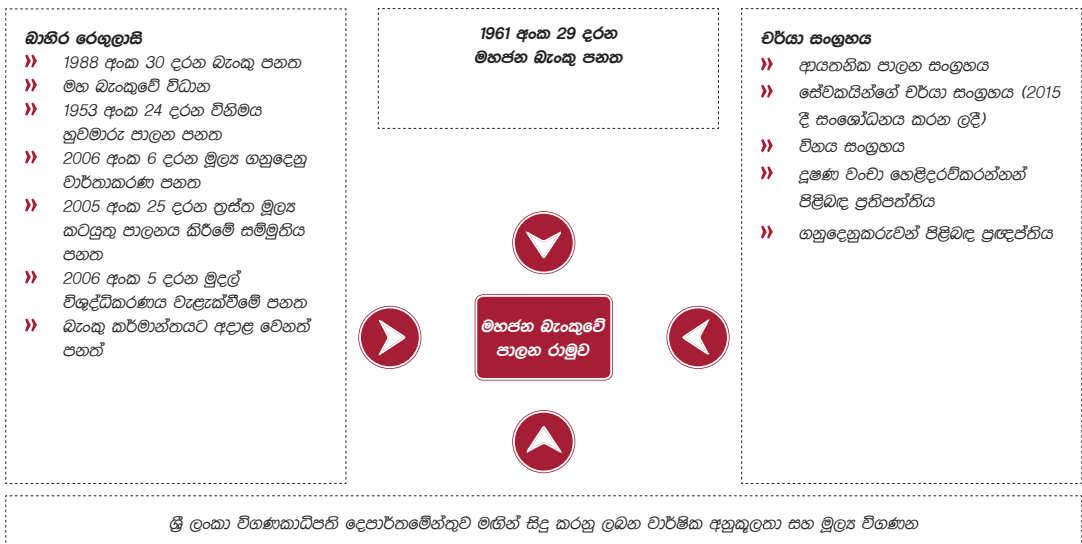 බාහිර රෙගුලාසි
» 1988 අංක 30 දරන බැංකු පනත
» මහ බැංකුවේ විධාන
» 1953 අංක 24 දරන විනිමය
හුවමාරු පාලන පනත
» 2006 අංක 6 දරන මූල්‍ය ගනුදෙනු
වාර්තාකරණ පනත
» 2005 අංක 25 දරන ත්‍රස්ත මූල්‍ය
කටයුතු පාලනය කිරීමේ සම්මුතිය
පනත
» 2006 අංක 5 දරන මුදල්
විශුද්ධිකරණය වැළැක්වීමේ පනත
» බැංකු කර්මාන්තයට අදාළ වෙනත්
පනත්
1961 අංක 29 දරන
මහජන බැංකු පනත
චර්යා සංග්‍රහය
» ආයතනික පාලන සංග්‍රහය
» සේවකයින්ගේ චර්යා සංග්‍රහය (2015
දී සංශෝධනය කරන ලදී)
» විනය සංග්‍රහය
» දූෂණ වංචා හෙළිදරව්කරන්නන්
පිළිබඳ ප්‍රතිපත්තිය
» ගනුදෙනුකරුවන් පිළිබඳ ප්‍රඥප්තිය
මහජන බැංකුවේ
පාලන රාමුව
ශ්‍රී ලංකා විගණකාධිපති දෙපාර්තමේන්තුව මඟින් සිදු කරනු ලබන වාර්ෂික අනුකූලතා සහ මූල්‍ය විගණන